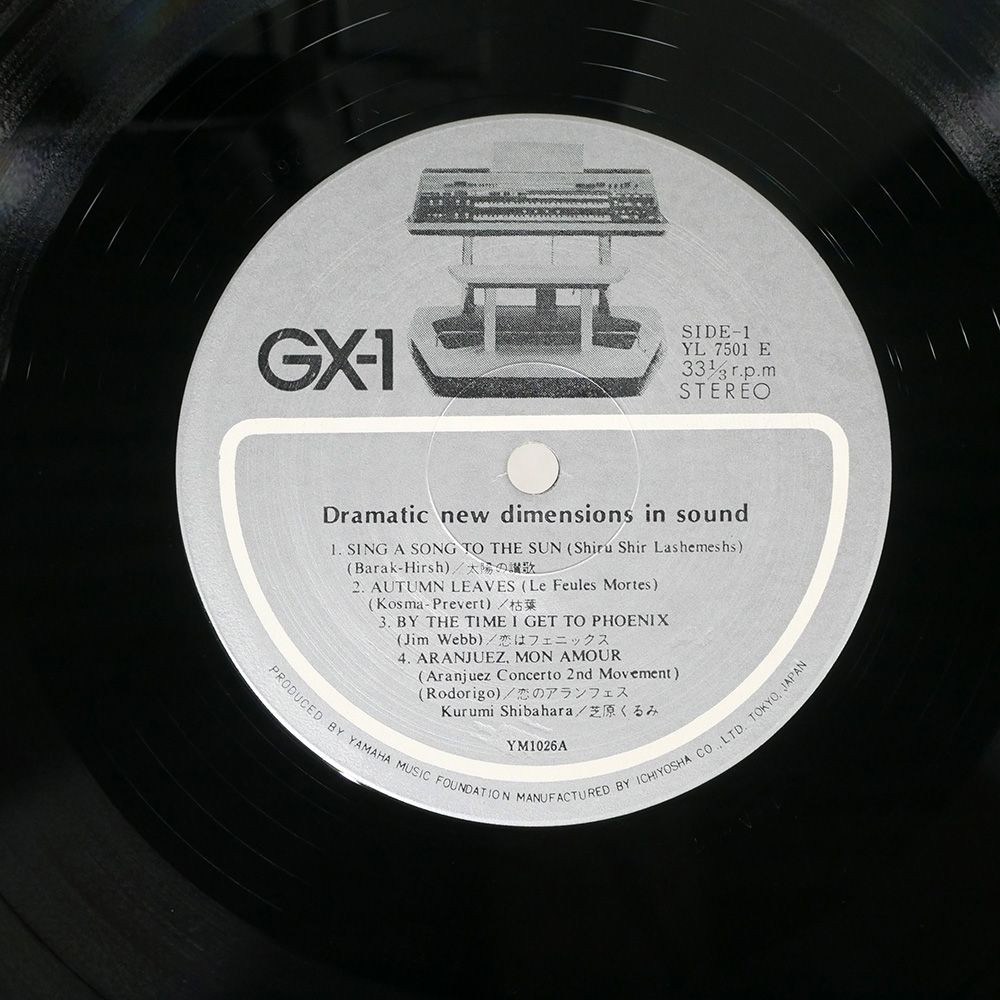 GX-1
SIDE-1
YL 7501 E
33⅓ r.p.m
STEREO
Dramatic new dimensions in sound
1. SING A SONG TO THE SUN (Shiru Shir Lashemeshs)
(Barak-Hirsh)/太陽の讃歌
2. AUTUMN LEAVES (Le Feules Mortes)
(Kosma-Prevert)/枯葉
3. BY THE TIME I GET TO PHOENIX
(Jim Webb)/恋はフェニックス
4. ARANJUEZ, MON AMOUR
(Aranjuez Concerto 2nd Movement)
(Rodorigo)/恋のアランフェス
Kurumi Shibahara/芝原くるみ
YM1026A
PRODUCED BY YAMAHA MUSIC FOUNDATION MANUFACTURED BY ICHIYOSHA CO., LTD. TOKYO, JAPAN